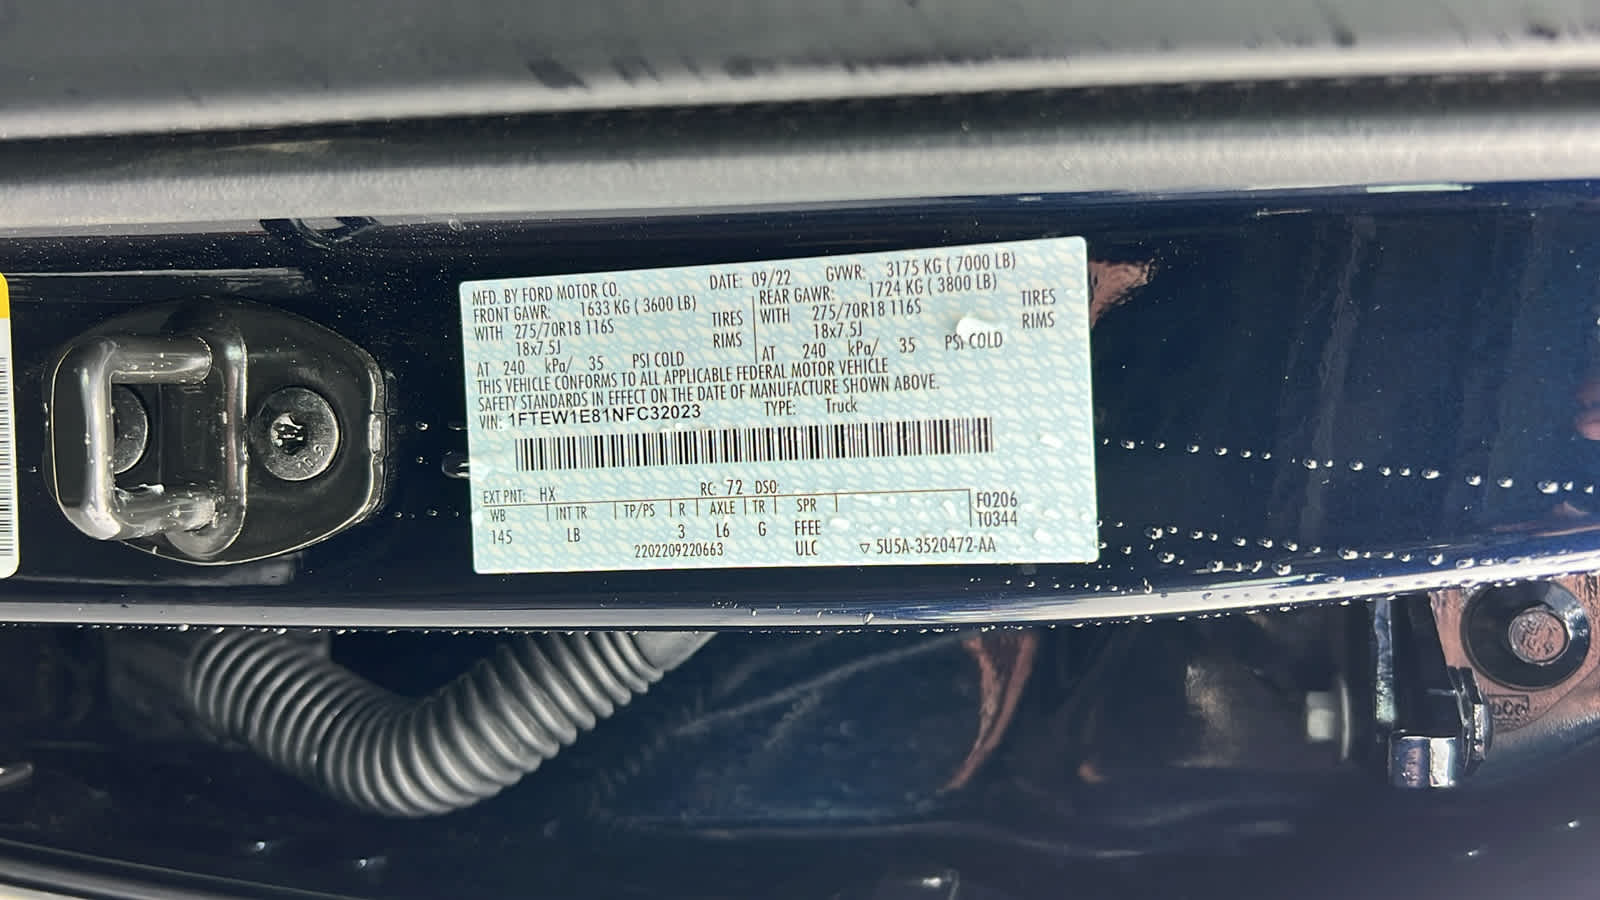 MFD. BY FORD MOTOR CO. DATE: 09/22 GVWR: 3175 KG ( 7000 LB)
FRONT GAWR: 1633 KG ( 3600 LB) REAR GAWR: 1724 KG ( 3800 LB)
WITH 275/70R18 116S TIRES WITH 275/70R18 116S TIRES
18x7.5J RIMS 18x7.5J RIMS
AT 240 kPa/ 35 PSI COLD AT 240 kPa/ 35 PSI COLD
THIS VEHICLE CONFORMS TO ALL APPLICABLE FEDERAL MOTOR VEHICLE
SAFETY STANDARDS IN EFFECT ON THE DATE OF MANUFACTURE SHOWN ABOVE.
VIN: 1FTEW1E81NFC32023 TYPE: Truck
EXT PNT: HX RC: 72 DSO:
WB INT TR TP/PS R AXLE TR SPR F0206
145 LB 3 L6 G FFEE T0344
2202209220663 ULC ▽ 5U5A-3520472-AA